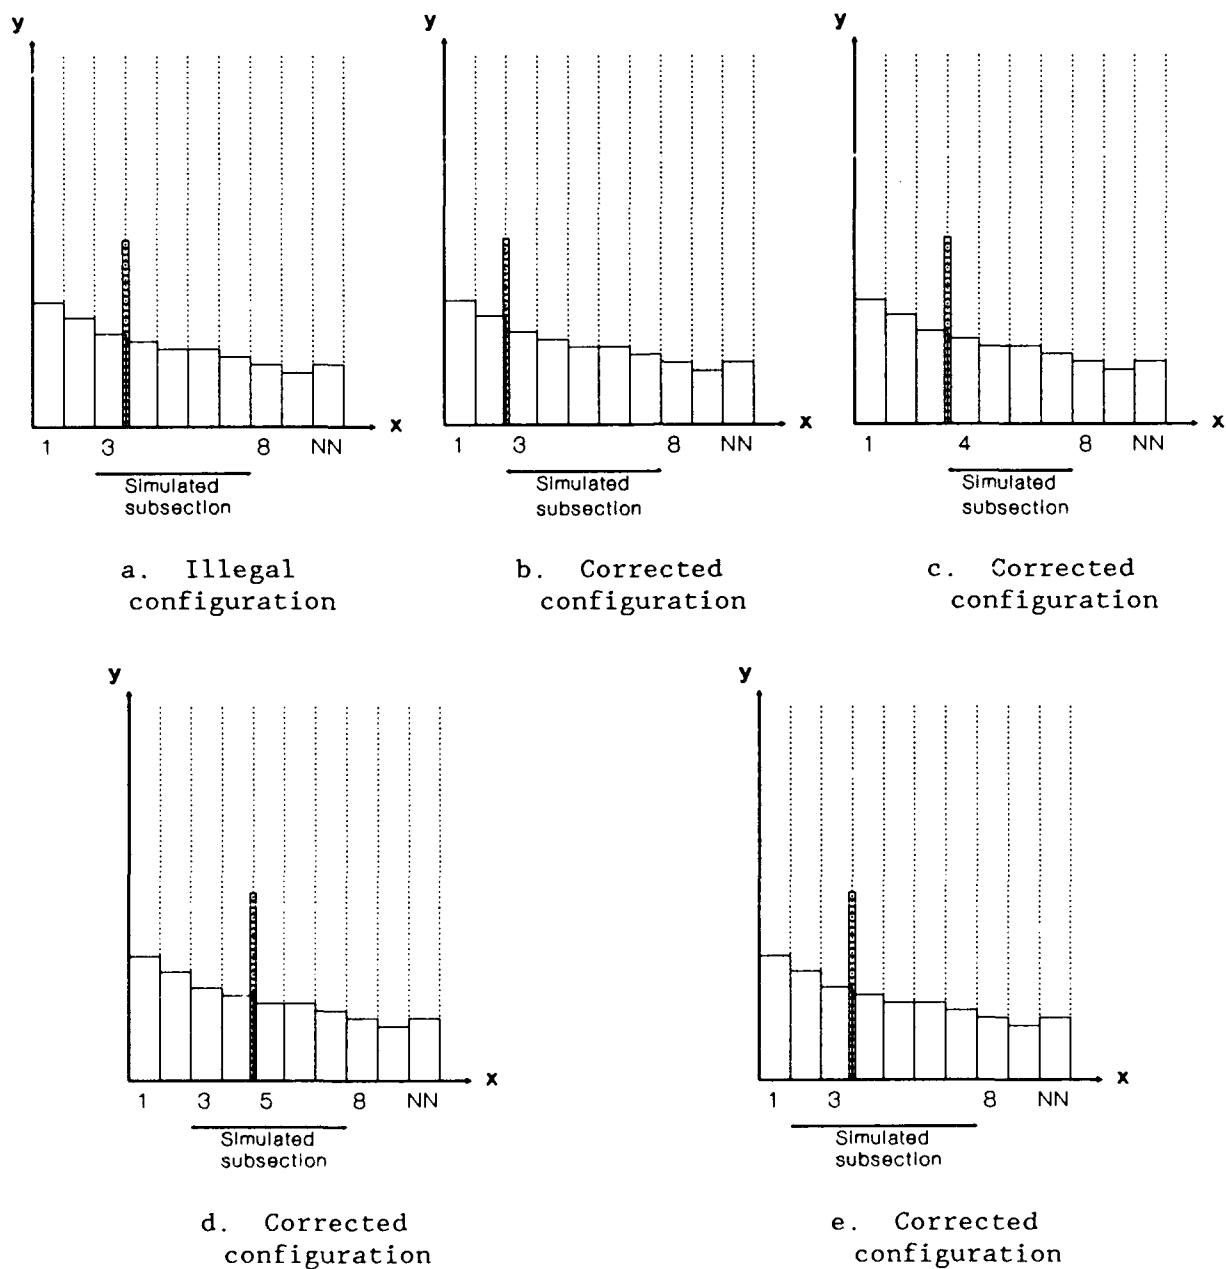 y
x
1 3 8 NN
Simulated
subsection
a. Illegal
configuration
y
x
1 3 8 NN
Simulated
subsection
b. Corrected
configuration
y
x
1 4 8 NN
Simulated
subsection
c. Corrected
configuration
y
x
1 3 5 8 NN
Simulated
subsection
d. Corrected
configuration
y
x
1 3 8 NN
Simulated
subsection
e. Corrected
configuration